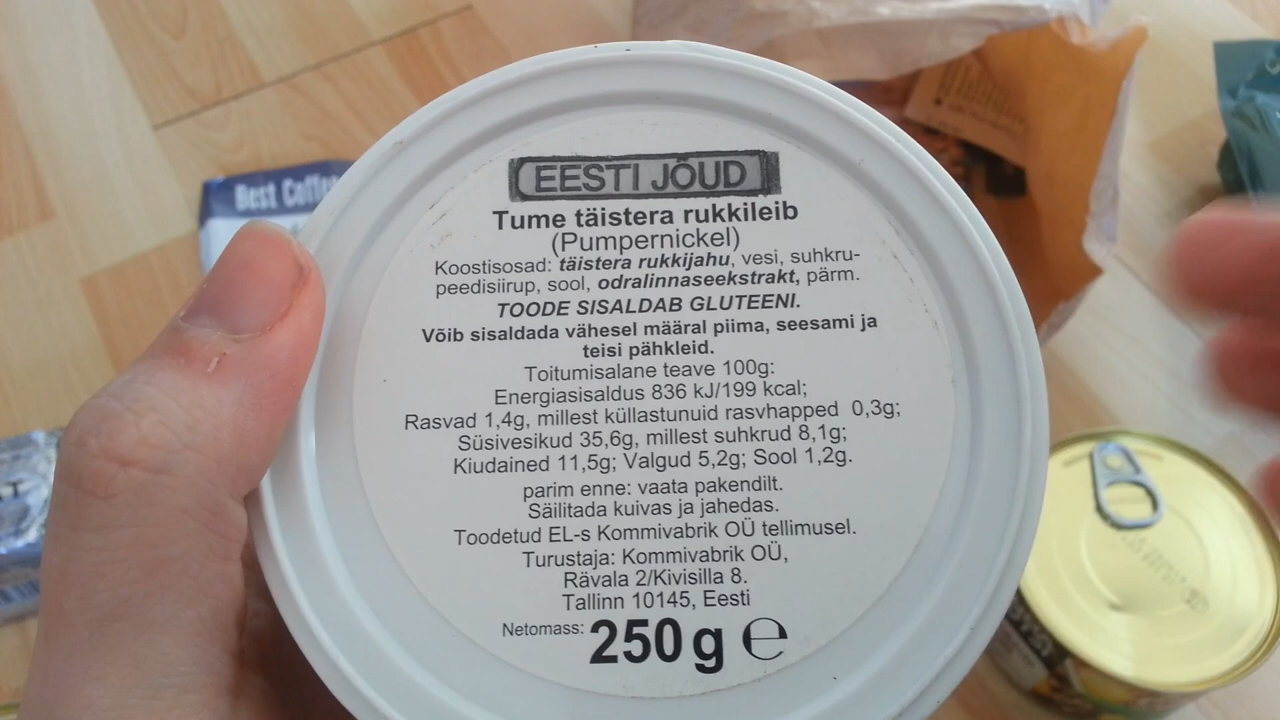 Best Coffee
EESTI JÕUD
Tume täistera rukkileib
(Pumpernickel)
Koostisosad: täistera rukkijahu, vesi, suhkru-
peedisiirup, sool, odralinnaseekstrakt, pärm.
TOODE SISALDAB GLUTEENI.
Võib sisaldada vähesel määral piima, seesami ja
teisi pähkleid.
Toitumisalane teave 100g:
Energiasisaldus 836 kJ/199 kcal;
Rasvad 1,4g, millest küllastunuid rasvhapped 0,3g;
Süsivesikud 35,6g, millest suhkrud 8,1g;
Kiudained 11,5g; Valgud 5,2g; Sool 1,2g.
parim enne: vaata pakendilt.
Säilitada kuivas ja jahedas.
Toodetud EL-s Kommivabrik OÜ tellimusel.
Turustaja: Kommivabrik OÜ,
Rävala 2/Kivisilla 8.
Tallinn 10145, Eesti
Netomass: 250 g ℮